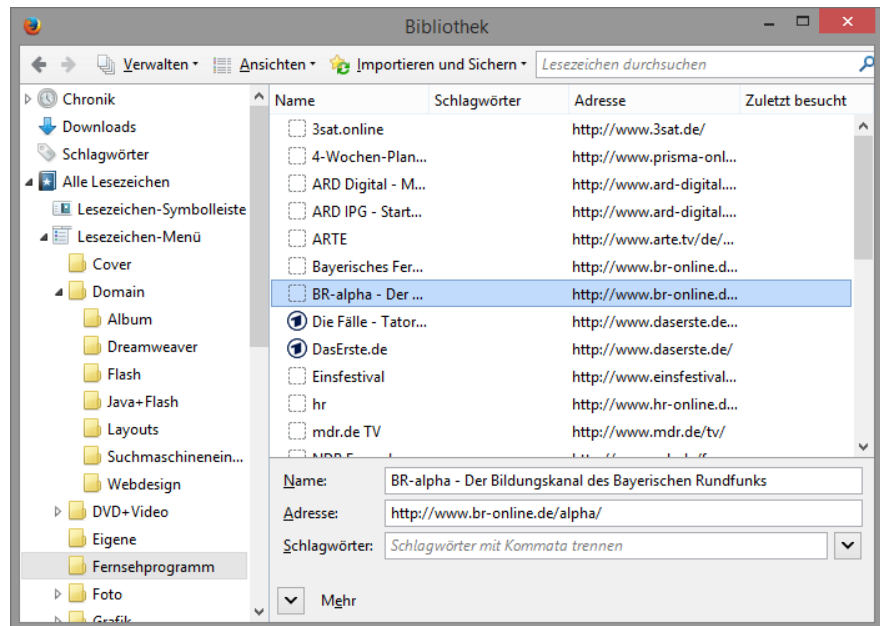 Bibliothek
Verwalten Ansichten Importieren und Sichern Lesezeichen durchsuchen
Chronik
Downloads
Schlagwörter
Alle Lesezeichen
Lesezeichen-Symbolleiste
Lesezeichen-Menü
Cover
Domain
Album
Dreamweaver
Flash
Java+Flash
Layouts
Suchmaschinenein...
Webdesign
DVD+Video
Eigene
Fernsehprogramm
Foto
Grafik
Name Schlagwörter Adresse Zuletzt besucht
3sat.online http://www.3sat.de/
4-Wochen-Plan... http://www.prisma-onl...
ARD Digital - M... http://www.ard-digital....
ARD IPG - Start... http://www.ard-digital....
ARTE http://www.arte.tv/de/...
Bayerisches Fer... http://www.br-online.d...
BR-alpha - Der ... http://www.br-online.d...
Die Fälle - Tator... http://www.daserste.de...
DasErste.de http://www.daserste.de/
Einsfestival http://www.einsfestival...
hr http://www.hr-online.d...
mdr.de TV http://www.mdr.de/tv/
Name: BR-alpha - Der Bildungskanal des Bayerischen Rundfunks
Adresse: http://www.br-online.de/alpha/
Schlagwörter: Schlagwörter mit Kommata trennen
Mehr